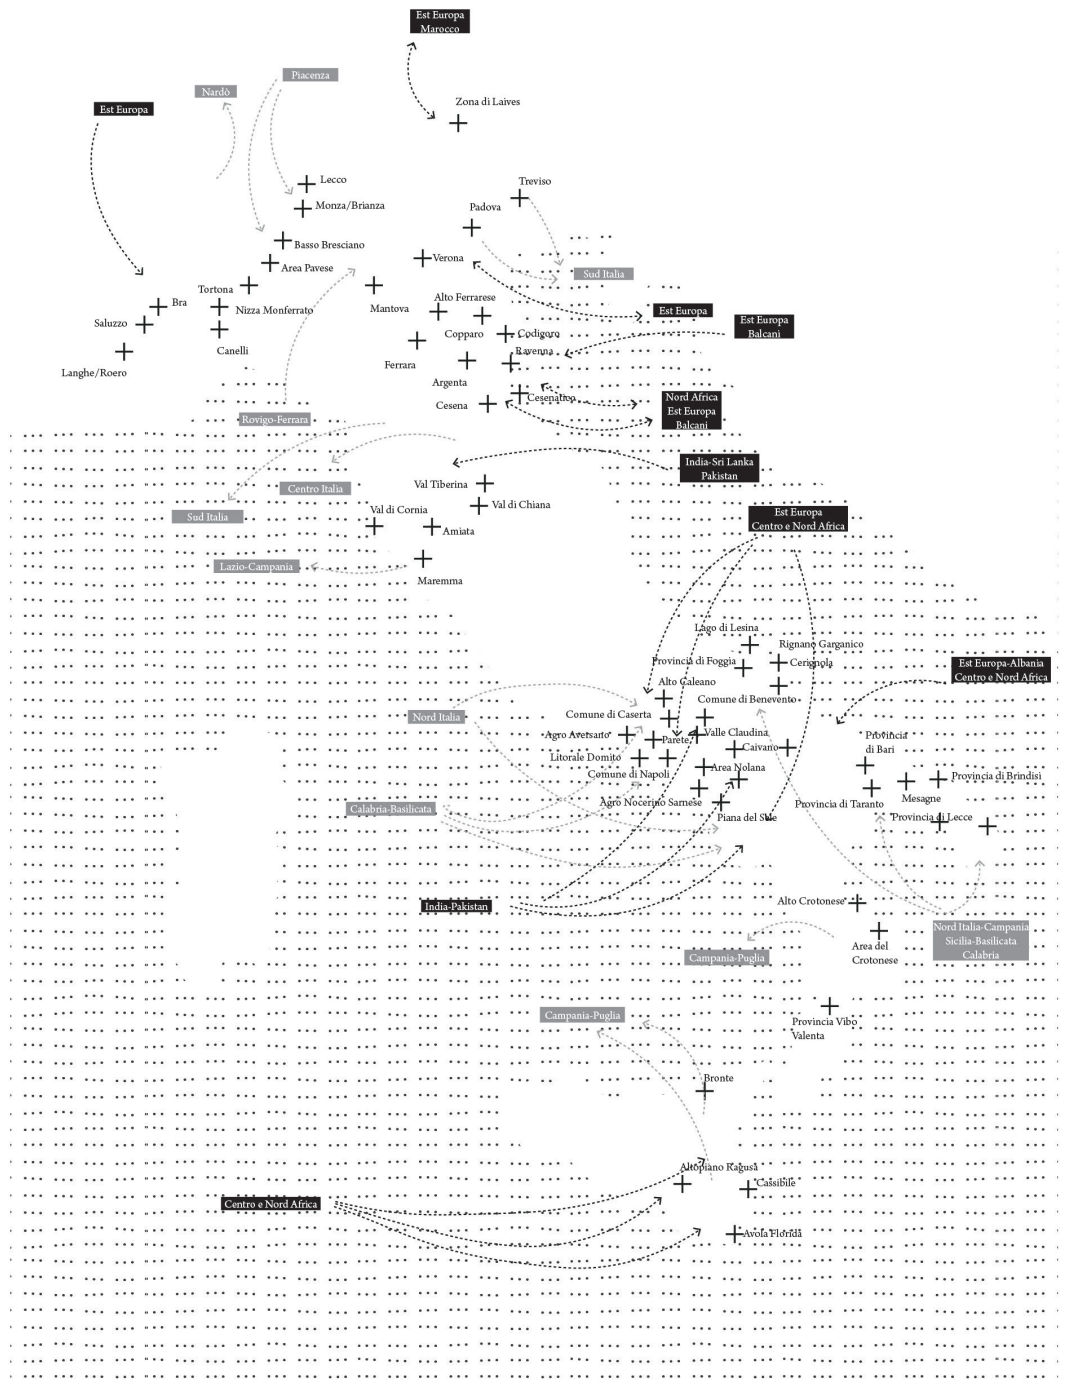 Est Europa
Marocco
Piacenza
Nardò
Est Europa
Zona di Laives
Lecco
Treviso
Monza/Brianza
Padova
Basso Bresciano
Verona
Area Pavese
Sud Italia
Tortona
Alto Ferrarese
Bra
Nizza Monferrato
Mantova
Est Europa
Est Europa
Balcani
Saluzzo
Copparo
Codigoro
Canelli
Ravenna
Ferrara
Langhe/Roero
Argenta
Cesenatico
Nord Africa
Est Europa
Balcani
Cesena
Rovigo-Ferrara
India-Sri Lanka
Pakistan
Val Tiberina
Centro Italia
Val di Chiana
Val di Cornia
Sud Italia
Est Europa
Centro e Nord Africa
Amiata
Lazio-Campania
Maremma
Lago di Lesina
Rignano Garganico
Provincia di Foggia
Cerignola
Est Europa-Albania
Centro e Nord Africa
Alto Caleano
Comune di Benevento
Nord Italia
Comune di Caserta
Agro Aversano
Parete
Valle Claudina
Provincia
di Bari
Caivano
Litorale Domito
Comune di Napoli
Area Nolana
Provincia di Brindisi
Agro Nocerino Sarnese
Provincia di Taranto
Mesagne
Calabria-Basilicata
Piana del Sele
Provincia di Lecce
India-Pakistan
Alto Crotonese
Nord Italia-Campania
Sicilia-Basilicata
Calabria
Area del
Crotonese
Campania-Puglia
Campania-Puglia
Provincia Vibo
Valenta
Bronte
Altopiano Ragusa
Cassibile
Centro e Nord Africa
Avola Florida